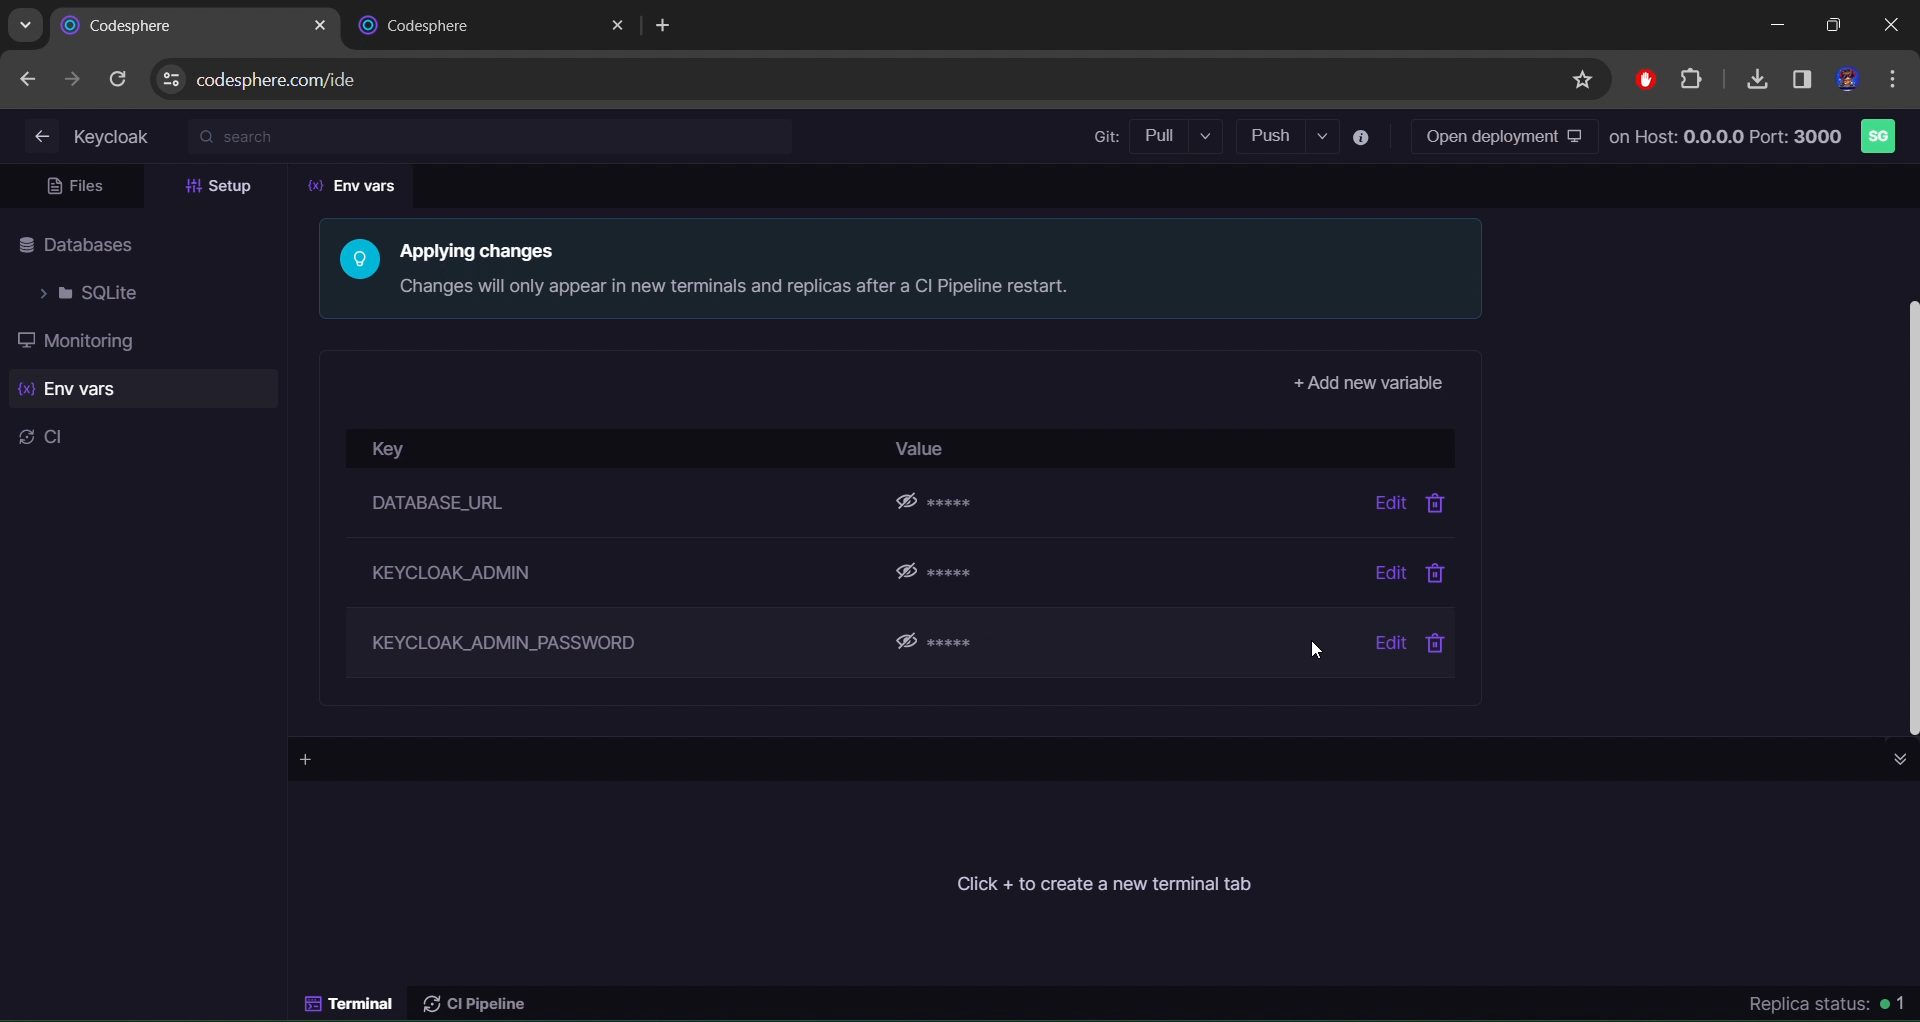 Codesphere
Codesphere
codesphere.com/ide
Keycloak
search
Git:
Pull
Push
Open deployment
on Host: 0.0.0.0 Port: 3000
SG
Files
Setup
Env vars
Databases
SQLite
Monitoring
Env vars
CI
Applying changes
Changes will only appear in new terminals and replicas after a CI Pipeline restart.
+ Add new variable
Key Value
DATABASE_URL ***** Edit
KEYCLOAK_ADMIN ***** Edit
KEYCLOAK_ADMIN_PASSWORD ***** Edit
+
Click + to create a new terminal tab
Terminal
CI Pipeline
Replica status: 1